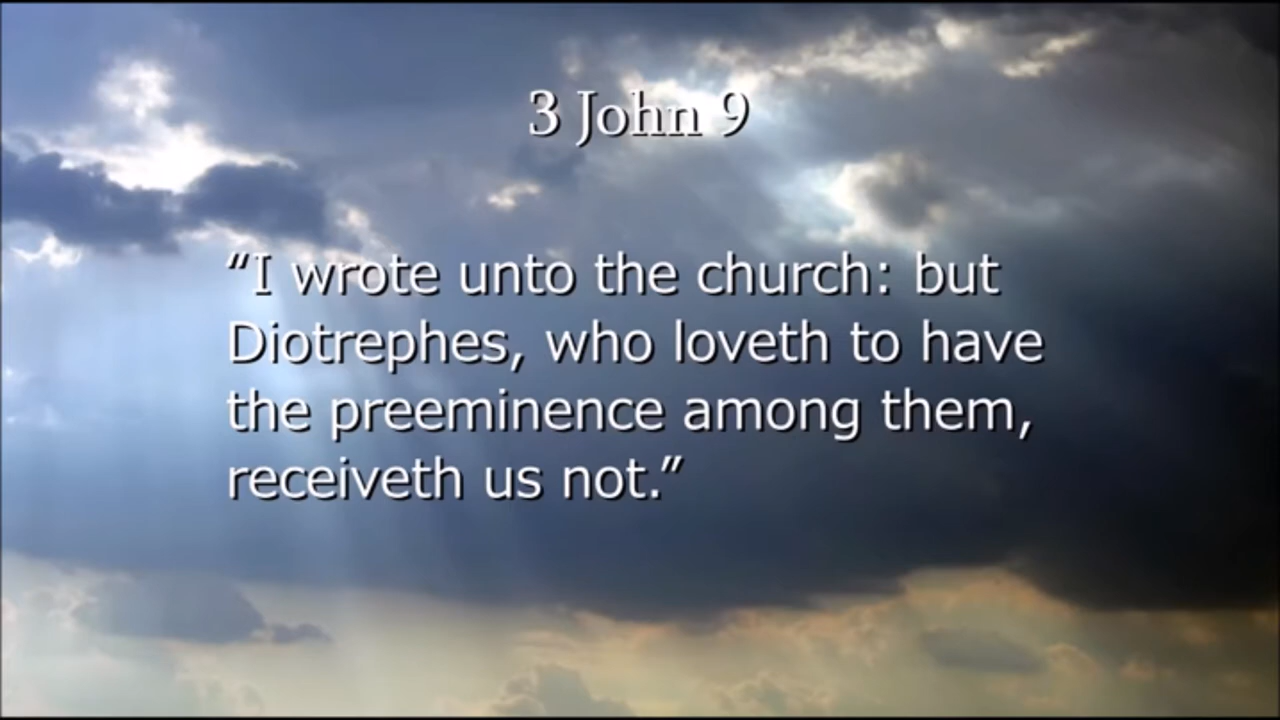 3 John 9
“I wrote unto the church: but
Diotrephes, who loveth to have
the preeminence among them,
receiveth us not.”